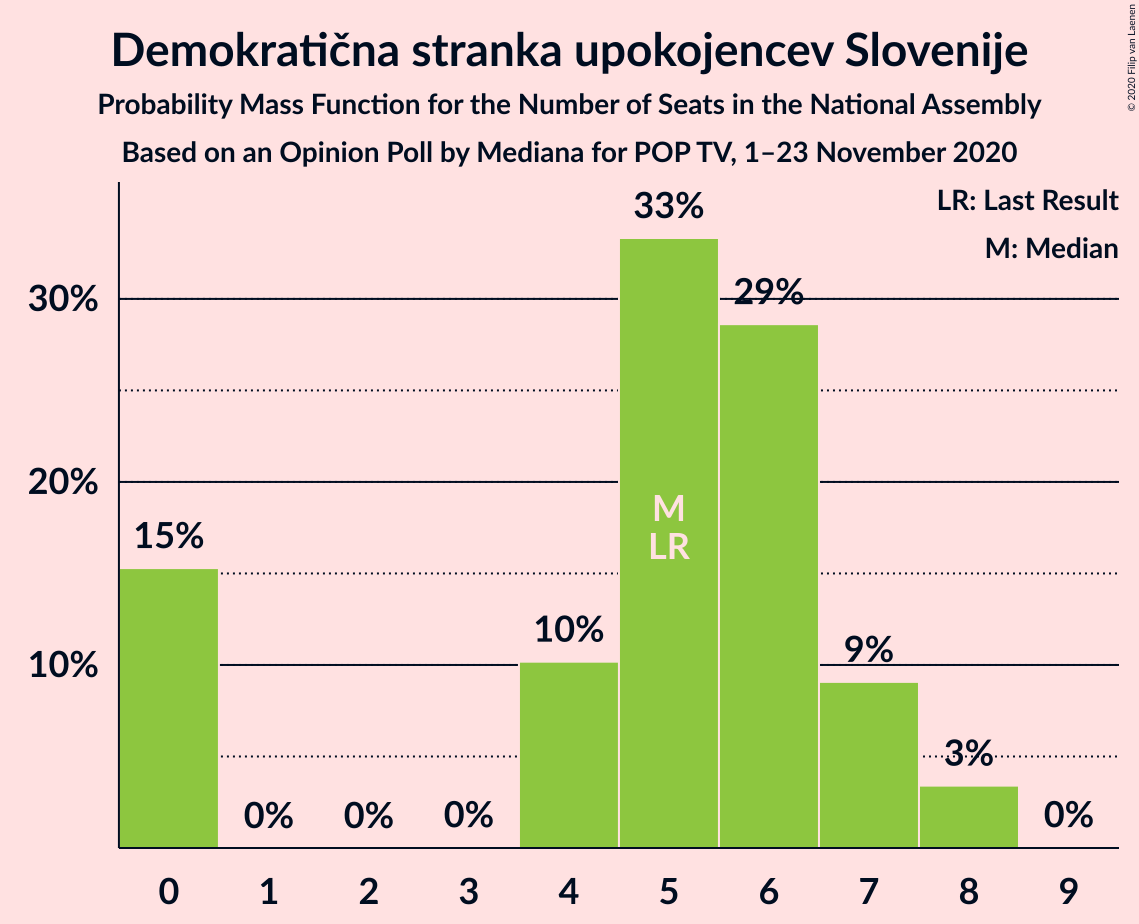 Demokratična stranka upokojencev Slovenije
Probability Mass Function for the Number of Seats in the National Assembly
Based on an Opinion Poll by Mediana for POP TV, 1–23 November 2020
© 2020 Filip van Laenen
LR: Last Result
M: Median
33%
30%
29%
20%
M
LR
15%
10%
10%
9%
3%
0%
0%
0%
0%
0
1
2
3
4
5
6
7
8
9